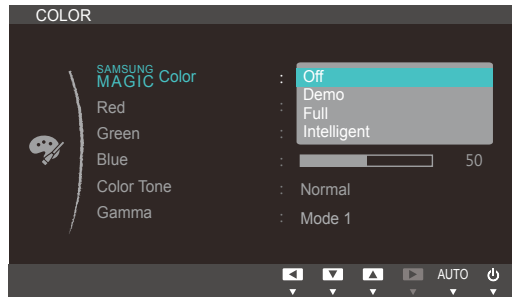 COLOR
SAMSUNG MAGIC Color : Off
Demo
Full
Intelligent
Red :
Green :
Blue : 50
Color Tone : Normal
Gamma : Mode 1
AUTO